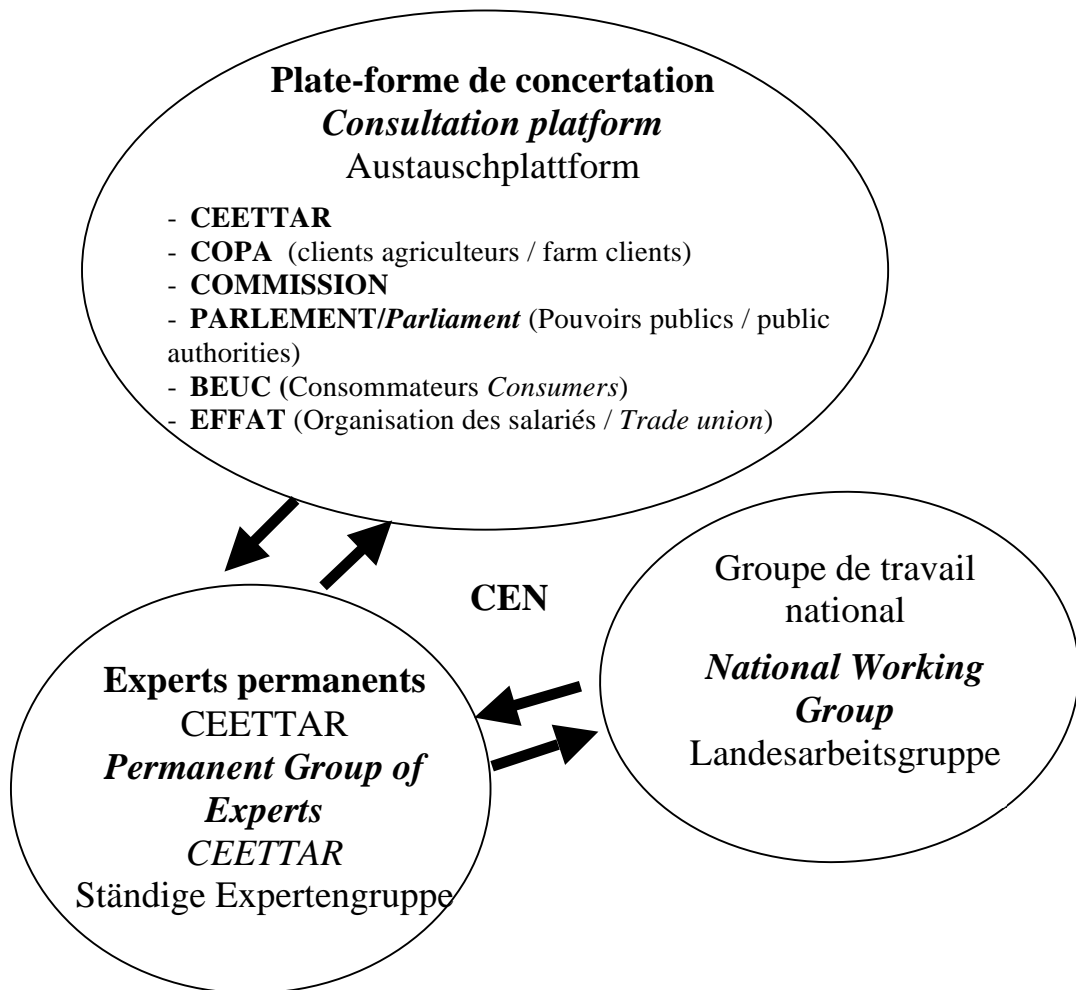 Plate-forme de concertation
Consultation platform
Austauschplattform
- CEETTAR
- COPA (clients agriculteurs / farm clients)
- COMMISSION
- PARLEMENT/Parliament (Pouvoirs publics / public
authorities)
- BEUC (Consommateurs Consumers)
- EFFAT (Organisation des salariés / Trade union)
CEN
Groupe de travail
national
National Working
Group
Landesarbeitsgruppe
Experts permanents
CEETTAR
Permanent Group of
Experts
CEETTAR
Ständige Expertengruppe